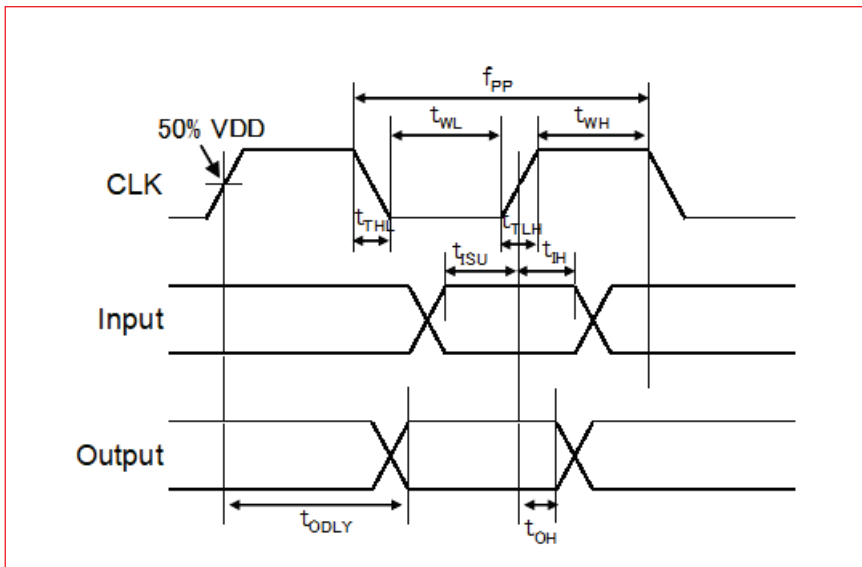 fPP
tWL
tWH
50% VDD
CLK
tTHL
tTLH
tISU
tIH
Input
Output
tODLY
tOH